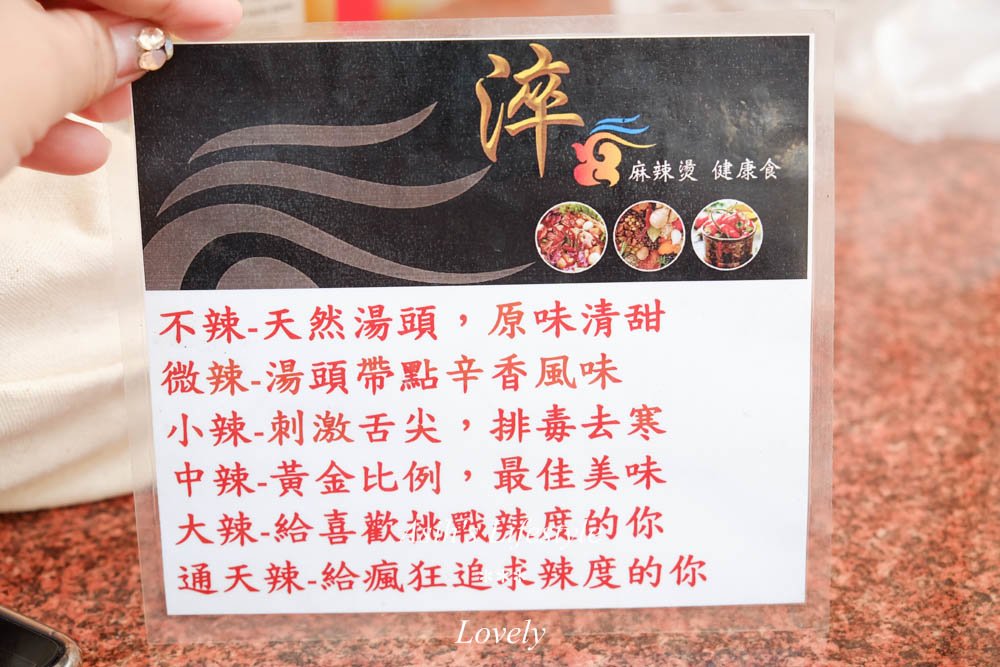 淬
麻辣燙 健康食
不辣-天然湯頭，原味清甜
微辣-湯頭帶點辛香風味
小辣-刺激舌尖，排毒去寒
中辣-黃金比例，最佳美味
大辣-給喜歡挑戰辣度的你
通天辣-給瘋狂追求辣度的你
Lovely